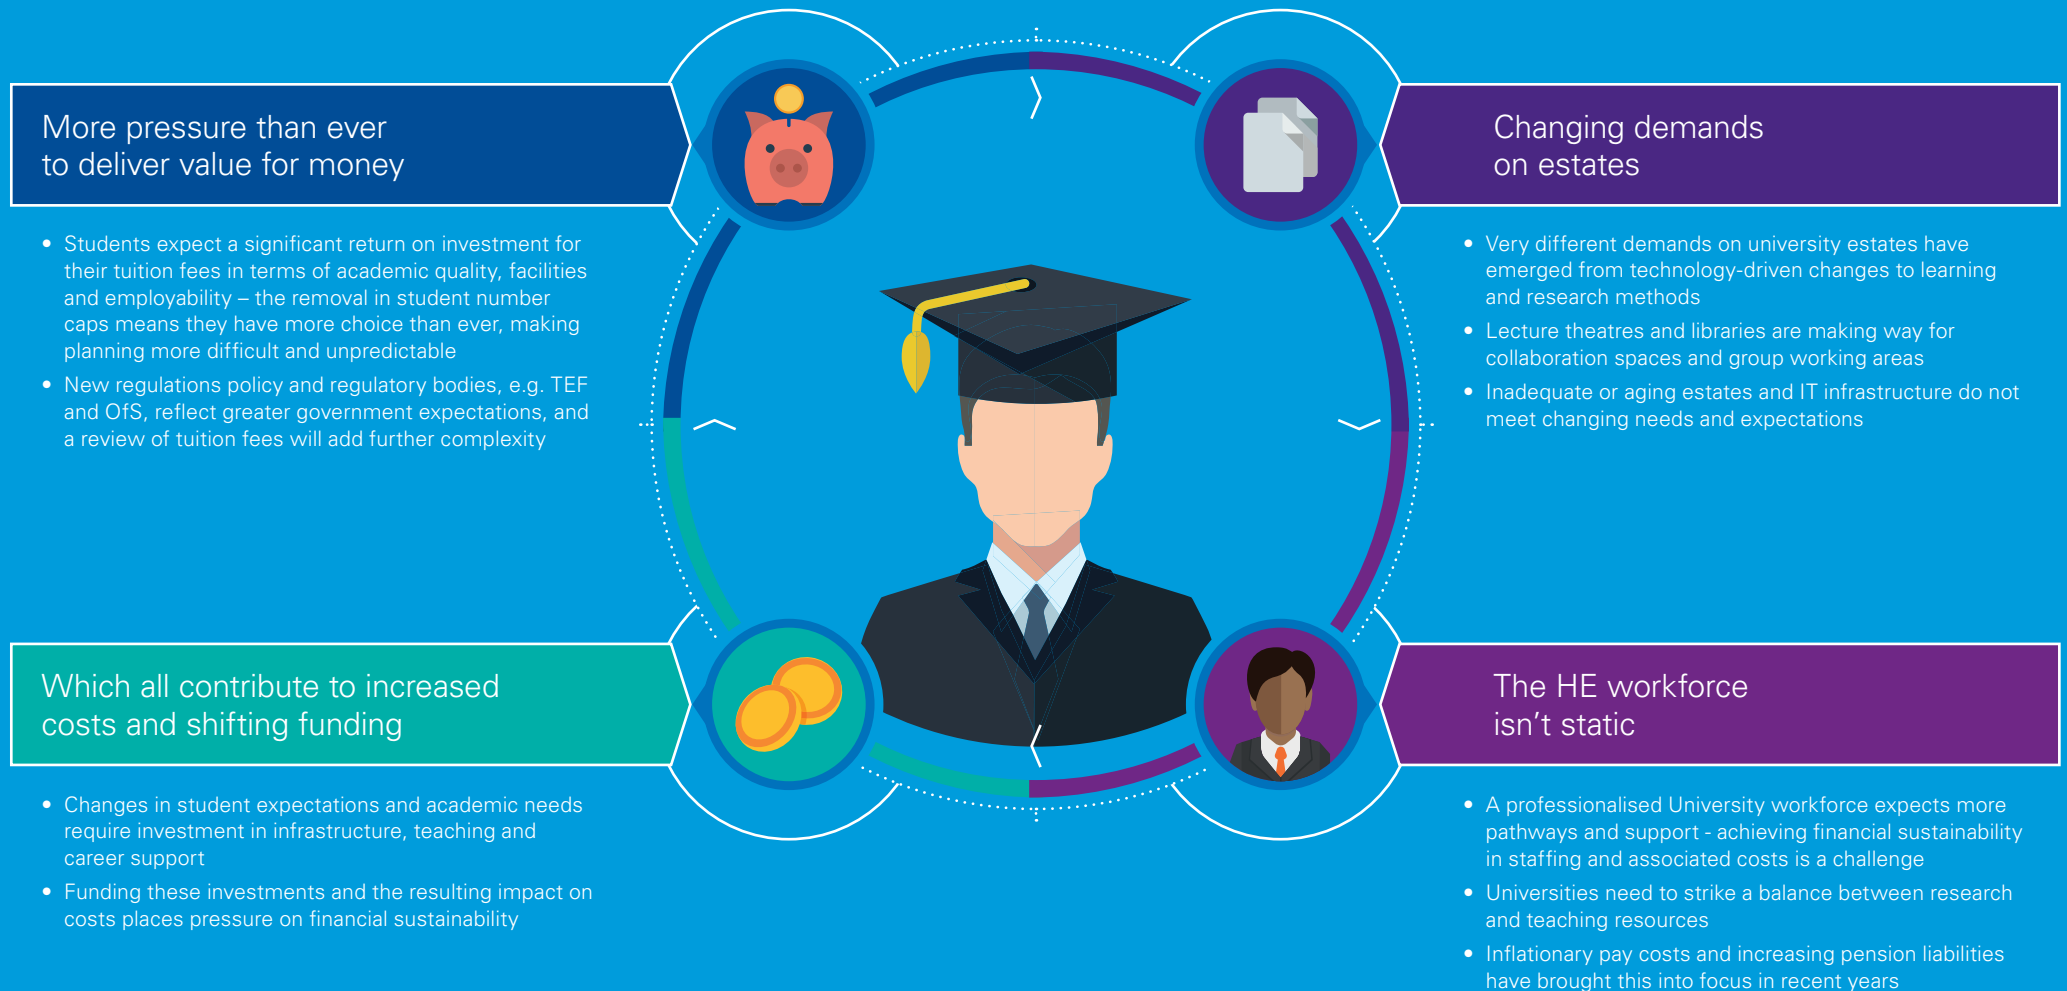 More pressure than ever
to deliver value for money
• Students expect a significant return on investment for
their tuition fees in terms of academic quality, facilities
and employability – the removal in student number
caps means they have more choice than ever, making
planning more difficult and unpredictable
• New regulations policy and regulatory bodies, e.g. TEF
and OfS, reflect greater government expectations, and
a review of tuition fees will add further complexity
Changing demands
on estates
• Very different demands on university estates have
emerged from technology-driven changes to learning
and research methods
• Lecture theatres and libraries are making way for
collaboration spaces and group working areas
• Inadequate or aging estates and IT infrastructure do not
meet changing needs and expectations
Which all contribute to increased
costs and shifting funding
• Changes in student expectations and academic needs
require investment in infrastructure, teaching and
career support
• Funding these investments and the resulting impact on
costs places pressure on financial sustainability
The HE workforce
isn’t static
• A professionalised University workforce expects more
pathways and support - achieving financial sustainability
in staffing and associated costs is a challenge
• Universities need to strike a balance between research
and teaching resources
• Inflationary pay costs and increasing pension liabilities
have brought this into focus in recent years